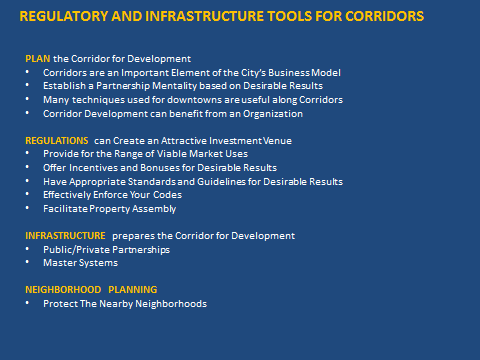 REGULATORY AND INFRASTRUCTURE TOOLS FOR CORRIDORS
PLAN the Corridor for Development
• Corridors are an Important Element of the City's Business Model
• Establish a Partnership Mentality based on Desirable Results
• Many techniques used for downtowns are useful along Corridors
• Corridor Development can benefit from an Organization
REGULATIONS can Create an Attractive Investment Venue
• Provide for the Range of Viable Market Uses
• Offer Incentives and Bonuses for Desirable Results
• Have Appropriate Standards and Guidelines for Desirable Results
• Effectively Enforce Your Codes
• Facilitate Property Assembly
INFRASTRUCTURE prepares the Corridor for Development
• Public/Private Partnerships
• Master Systems
NEIGHBORHOOD PLANNING
• Protect The Nearby Neighborhoods